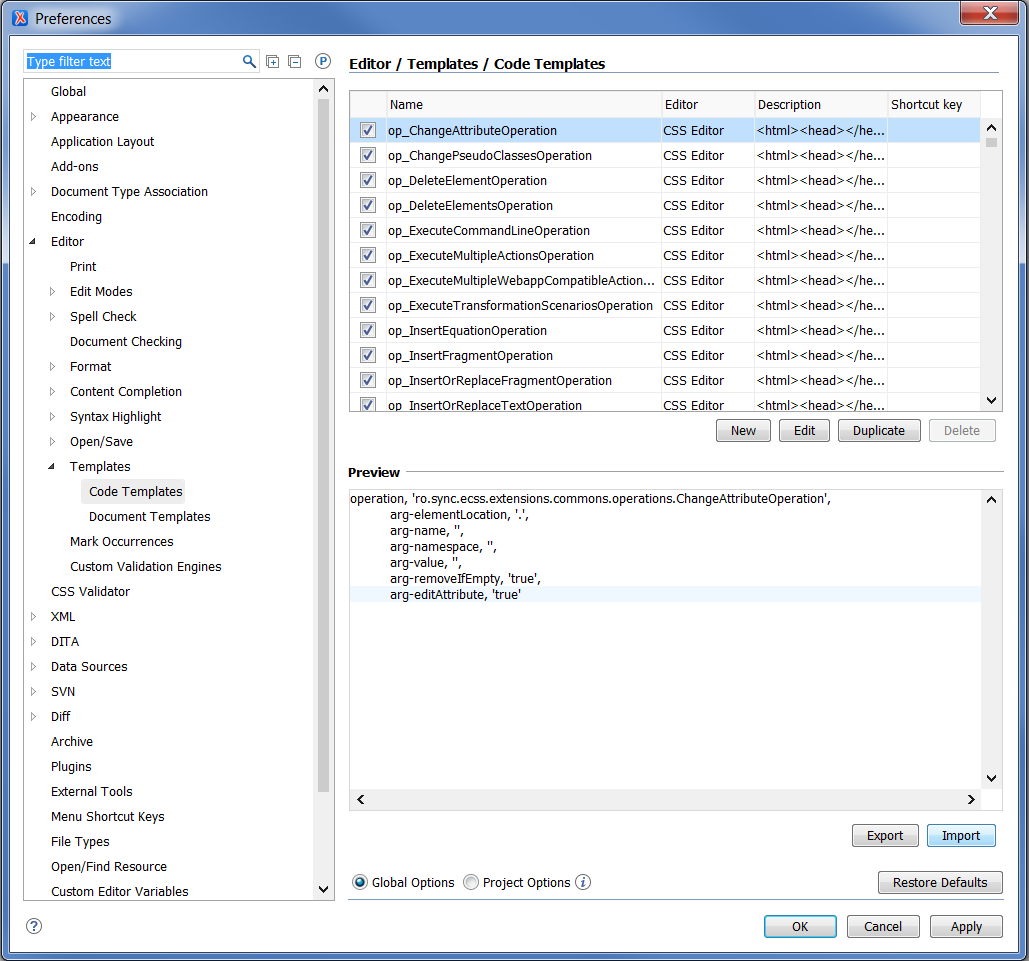 Preferences
Type filter text
P
Global
Appearance
Application Layout
Add-ons
Document Type Association
Encoding
Editor
Print
Edit Modes
Spell Check
Document Checking
Format
Content Completion
Syntax Highlight
Open/Save
Templates
Code Templates
Document Templates
Mark Occurrences
Custom Validation Engines
CSS Validator
XML
DITA
Data Sources
SVN
Diff
Archive
Plugins
External Tools
Menu Shortcut Keys
File Types
Open/Find Resource
Custom Editor Variables
Editor / Templates / Code Templates
Name Editor Description Shortcut key
op_ChangeAttributeOperation CSS Editor <html><head></he...
op_ChangePseudoClassesOperation CSS Editor <html><head></he...
op_DeleteElementOperation CSS Editor <html><head></he...
op_DeleteElementsOperation CSS Editor <html><head></he...
op_ExecuteCommandLineOperation CSS Editor <html><head></he...
op_ExecuteMultipleActionsOperation CSS Editor <html><head></he...
op_ExecuteMultipleWebappCompatibleAction... CSS Editor <html><head></he...
op_ExecuteTransformationScenariosOperation CSS Editor <html><head></he...
op_InsertEquationOperation CSS Editor <html><head></he...
op_InsertFragmentOperation CSS Editor <html><head></he...
op_InsertOrReplaceFragmentOperation CSS Editor <html><head></he...
op_InsertOrReplaceTextOperation CSS Editor <html><head></he...
New Edit Duplicate Delete
Preview
operation, 'ro.sync.ecss.extensions.commons.operations.ChangeAttributeOperation',
arg-elementLocation, '.',
arg-name, '',
arg-namespace, '',
arg-value, '',
arg-removeIfEmpty, 'true',
arg-editAttribute, 'true'
Export Import
Global Options Project Options i Restore Defaults
? OK Cancel Apply